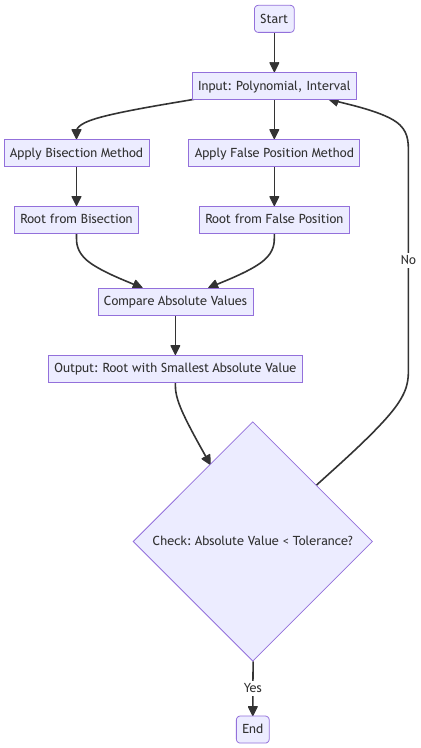 Start
Input: Polynomial, Interval
Apply Bisection Method
Apply False Position Method
Root from Bisection
Root from False Position
No
Compare Absolute Values
Output: Root with Smallest Absolute Value
Check: Absolute Value < Tolerance?
Yes
End